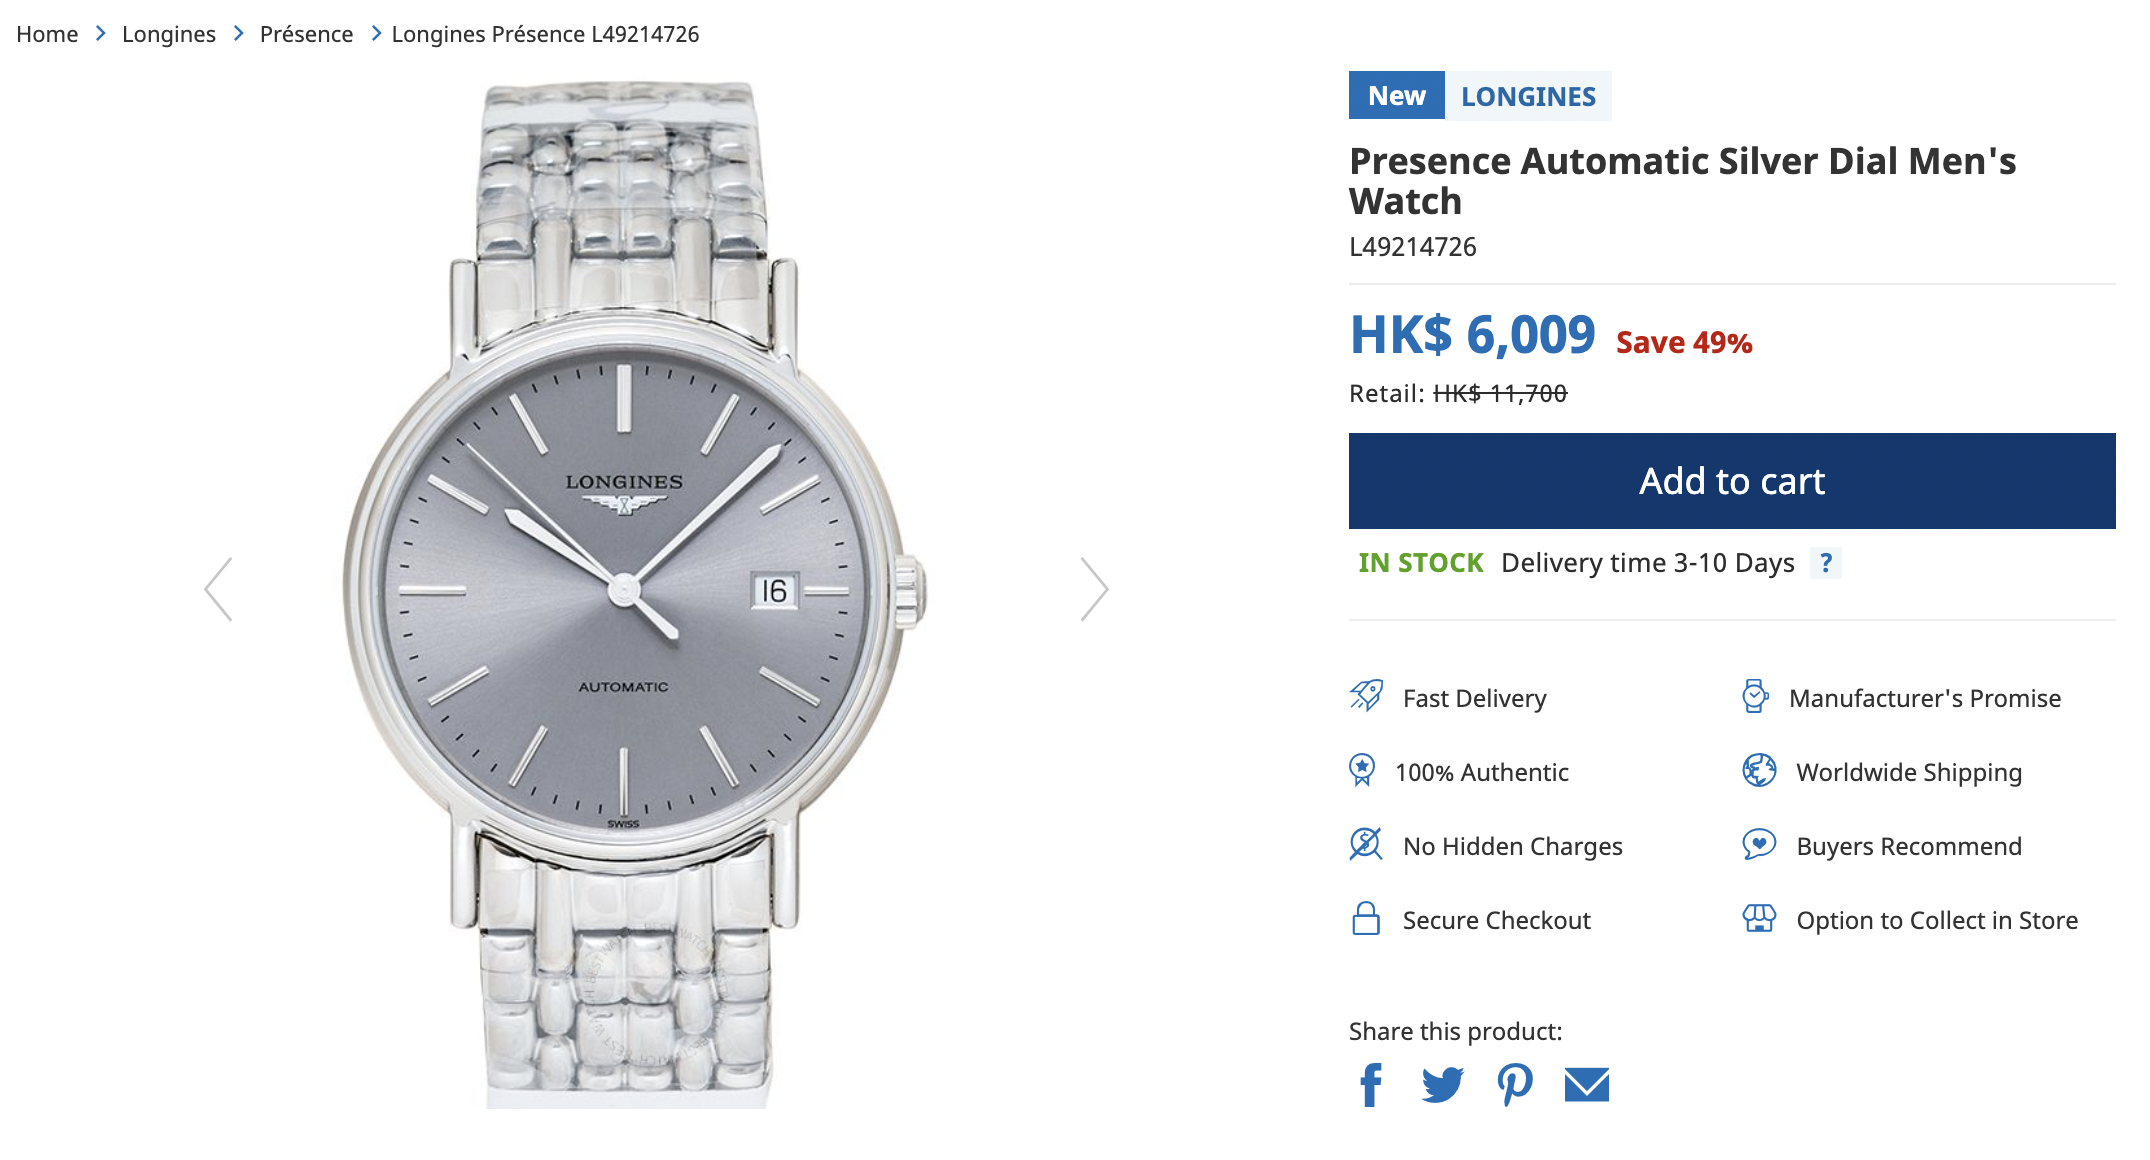 Home > Longines > Présence > Longines Présence L49214726
LONGINES
16
AUTOMATIC
SWISS
New LONGINES
Presence Automatic Silver Dial Men's
Watch
L49214726
HK$ 6,009 Save 49%
Retail: HK$ 11,700
Add to cart
IN STOCK Delivery time 3-10 Days ?
Fast Delivery
Manufacturer's Promise
100% Authentic
Worldwide Shipping
No Hidden Charges
Buyers Recommend
Secure Checkout
Option to Collect in Store
Share this product: